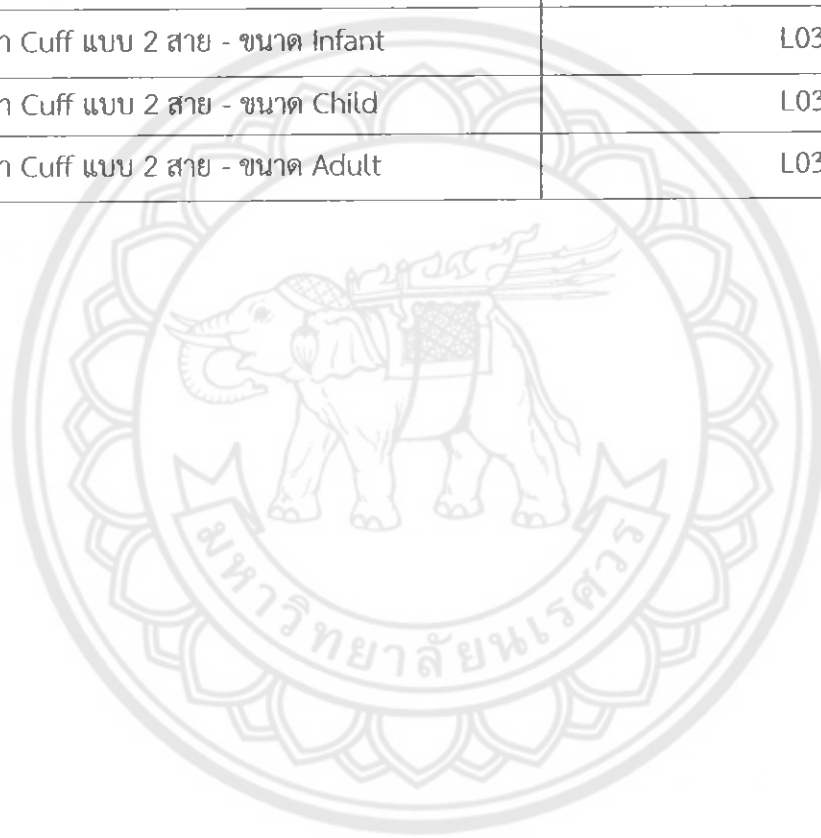 า Cuff แบบ 2 สาย - ขนาด Infant L03
า Cuff แบบ 2 สาย - ขนาด Child L03
า Cuff แบบ 2 สาย - ขนาด Adult L03
มหาวิทยาลัยนเรศวร